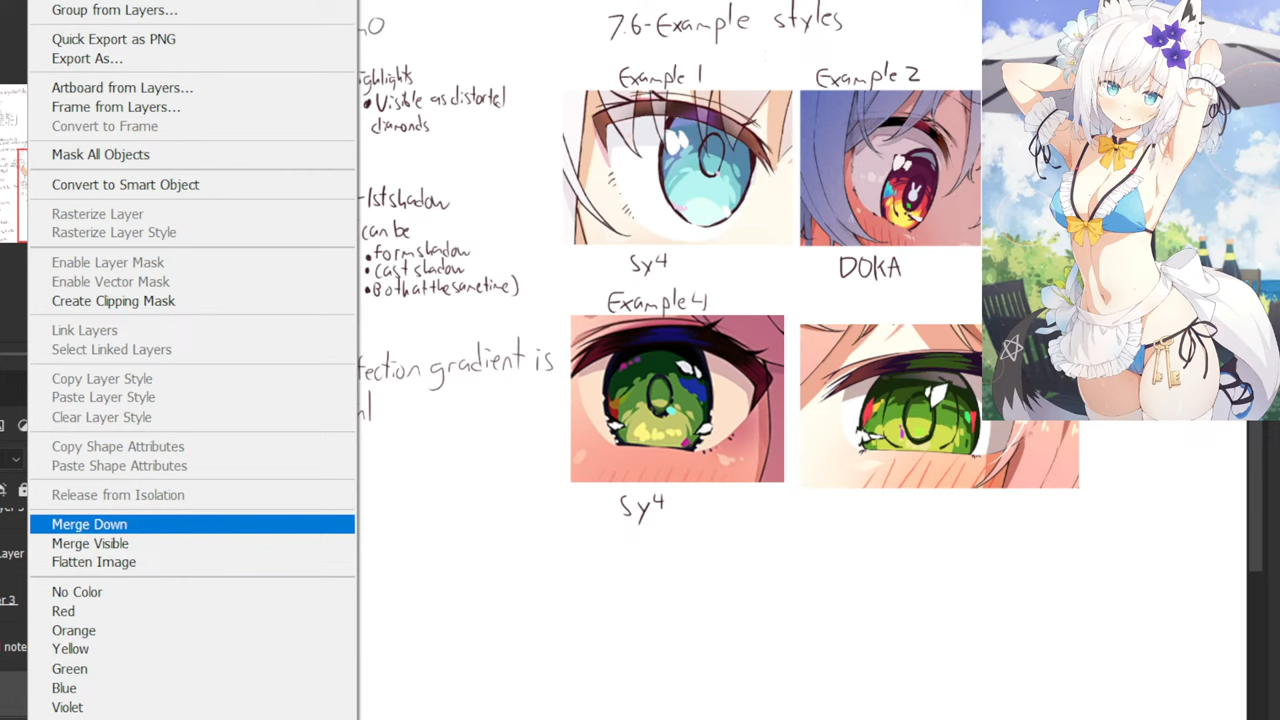 Group from Layers...
Quick Export as PNG
Export As...
Artboard from Layers...
Frame from Layers...
Convert to Frame
Mask All Objects
Convert to Smart Object
Rasterize Layer
Rasterize Layer Style
Enable Layer Mask
Enable Vector Mask
Create Clipping Mask
Link Layers
Select Linked Layers
Copy Layer Style
Paste Layer Style
Clear Layer Style
Copy Shape Attributes
Paste Shape Attributes
Release from Isolation
Merge Down
Merge Visible
Flatten Image
No Color
Red
Orange
Yellow
Green
Blue
Violet
ayer
er 3
note
ghlights
• Visible as distorted
diamonds
-1st shadow
can be
• form shadow
• cast shadow
• Both at the same time)
ection gradient is
7.6-Example styles
Example 1
Example 2
Sy4
DOKA
Example 4
Sy4